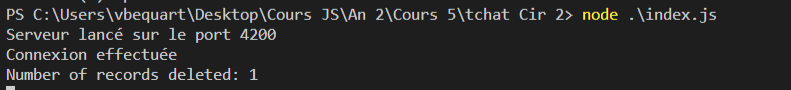 PS C:\Users\vbequart\Desktop\Cours JS\An 2\Cours 5\tchat Cir 2> node .\index.js
Serveur lancé sur le port 4200
Connexion effectuée
Number of records deleted: 1